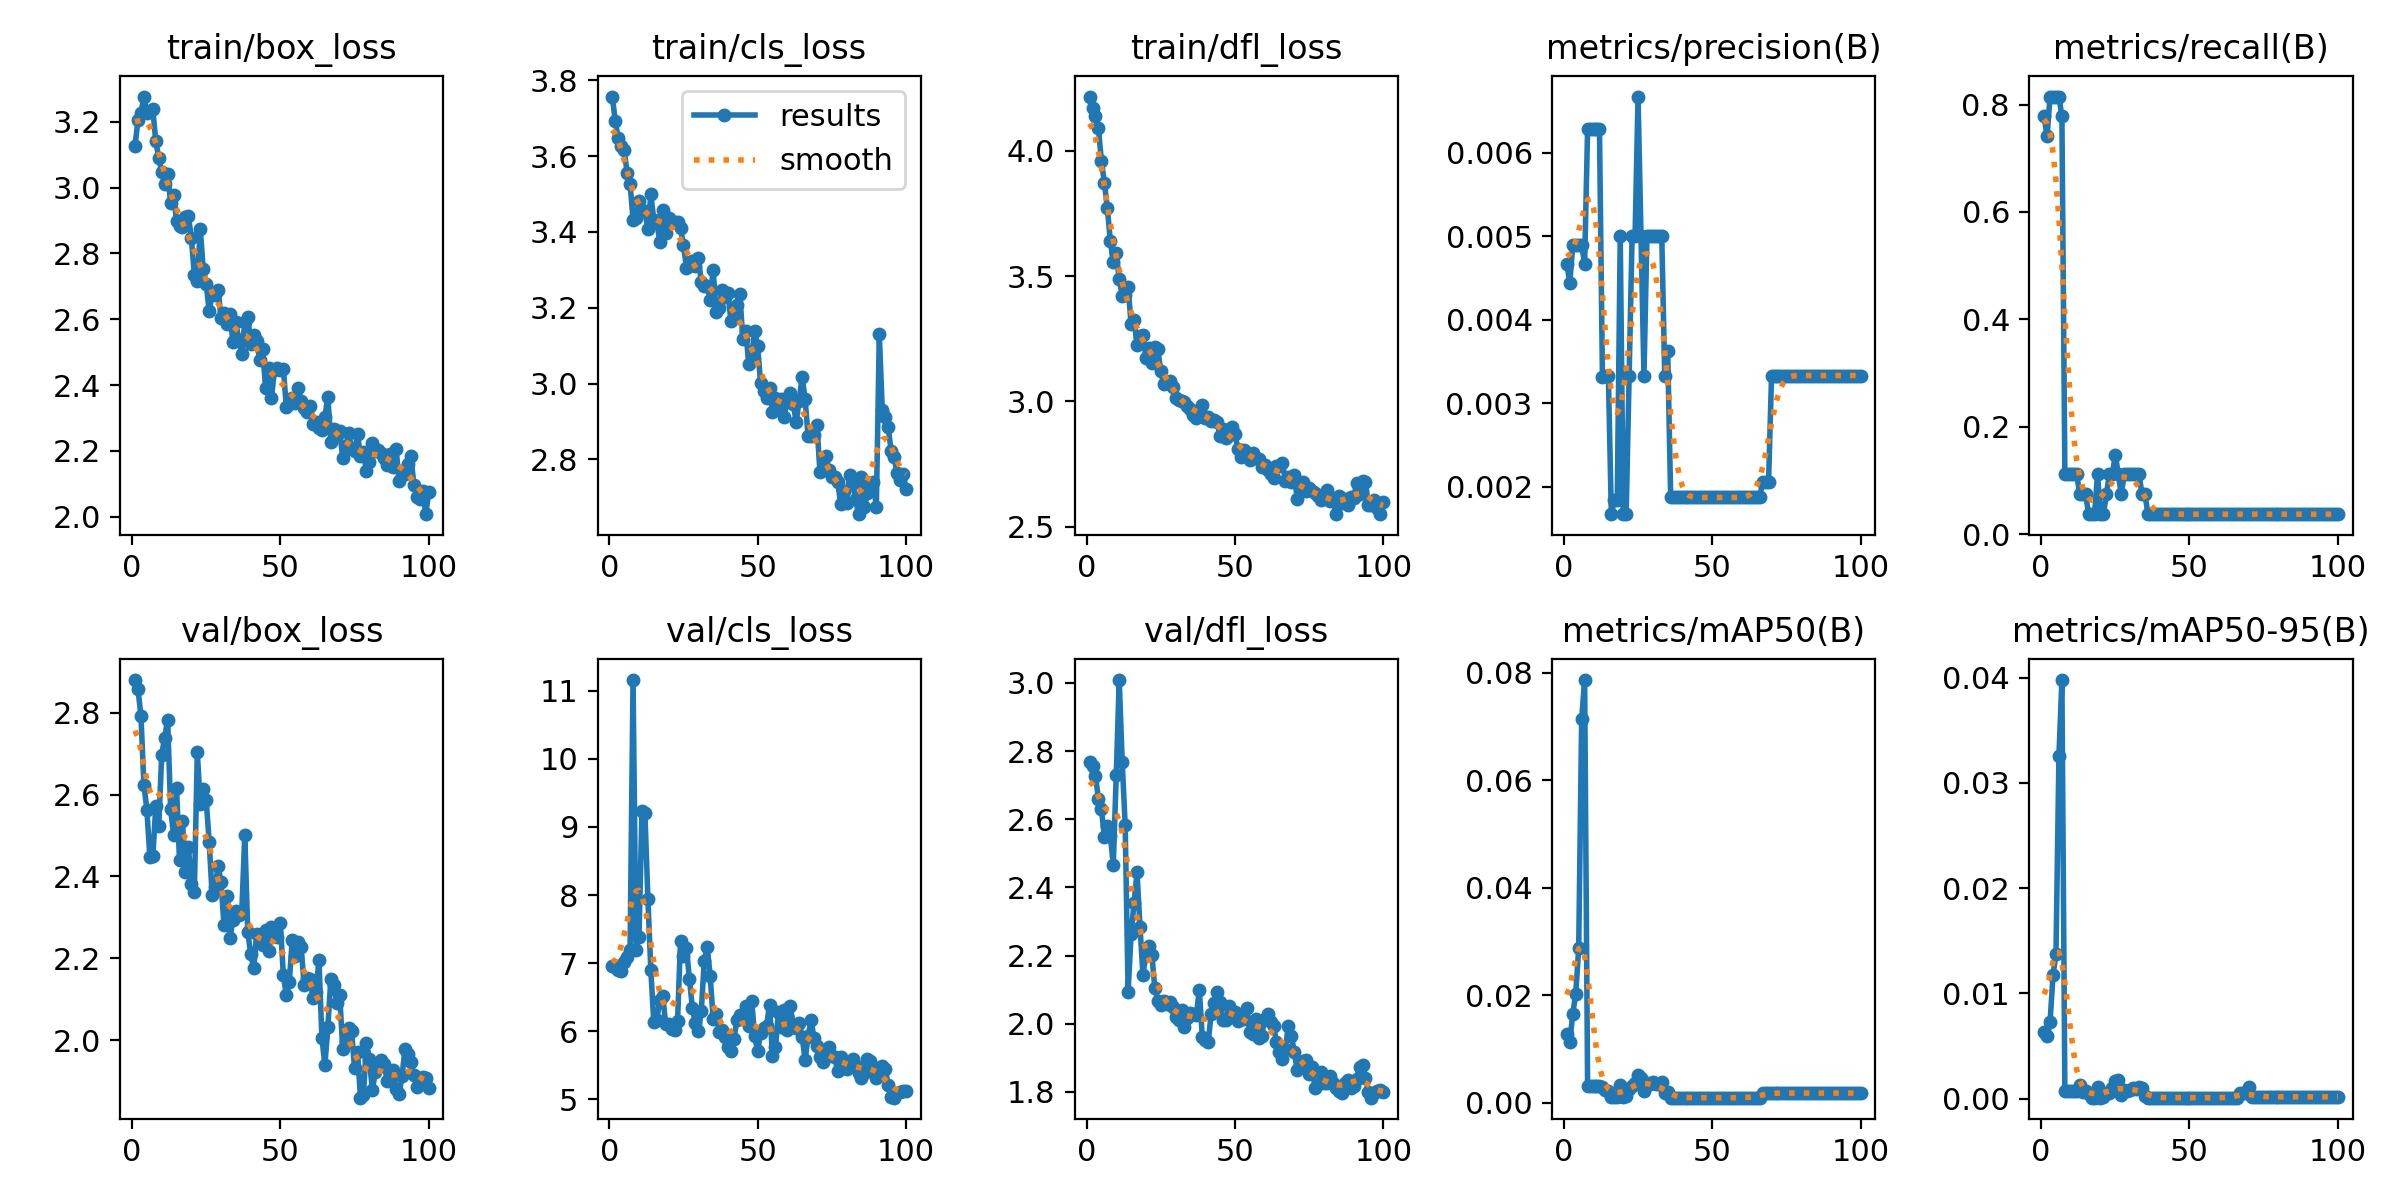 train/box_loss
train/cls_loss
train/dfl_loss
metrics/precision(B)
metrics/recall(B)
3.2
3.0
2.8
2.6
2.4
2.2
2.0
0 50 100
3.8
3.6
3.4
3.2
3.0
2.8
results
smooth
0 50 100
4.0
3.5
3.0
2.5
0 50 100
0.006
0.005
0.004
0.003
0.002
0 50 100
0.8
0.6
0.4
0.2
0.0
0 50 100
val/box_loss
val/cls_loss
val/dfl_loss
metrics/mAP50(B)
metrics/mAP50-95(B)
2.8
2.6
2.4
2.2
2.0
0 50 100
11
10
9
8
7
6
5
0 50 100
3.0
2.8
2.6
2.4
2.2
2.0
1.8
0 50 100
0.08
0.06
0.04
0.02
0.00
0 50 100
0.04
0.03
0.02
0.01
0.00
0 50 100